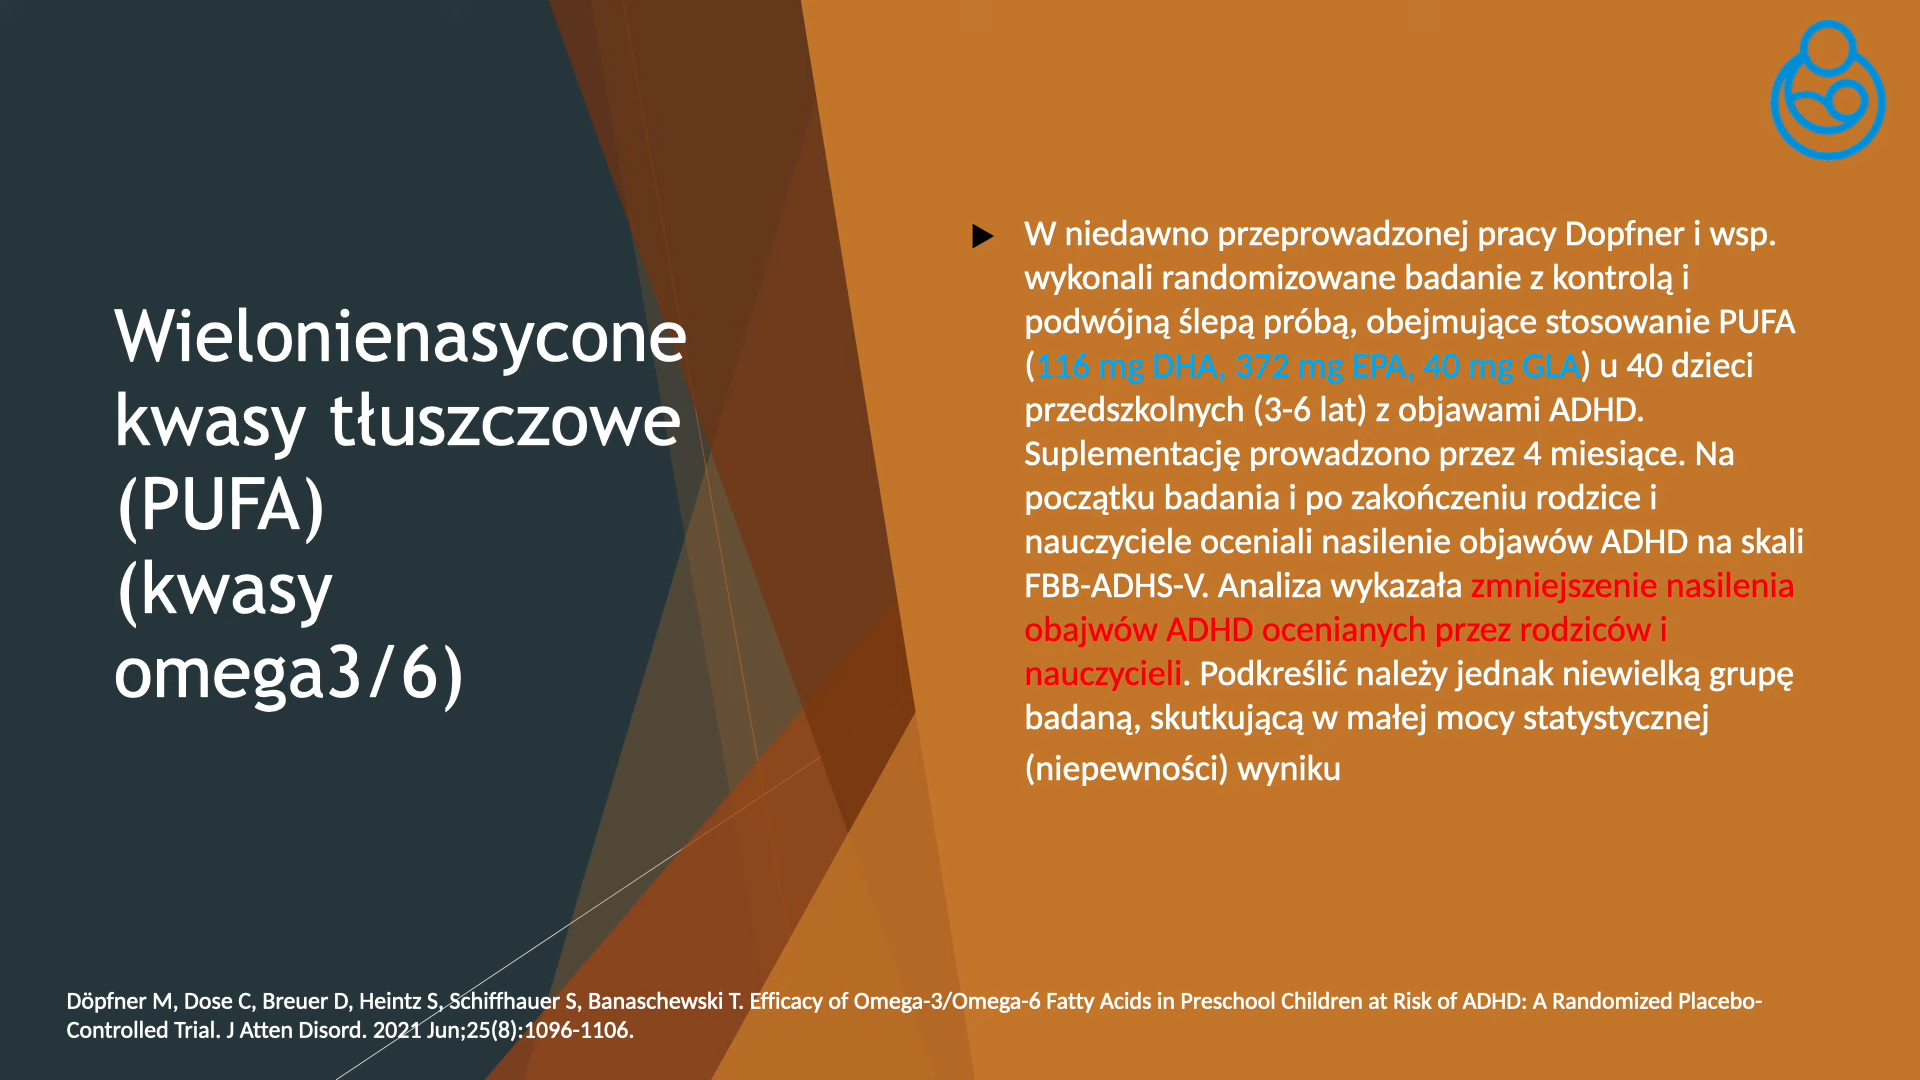 Wielonienasycone
kwasy tłuszczowe
(PUFA)
(kwasy
omega3/6)
W niedawno przeprowadzonej pracy Dopfner i wsp.
wykonali randomizowane badanie z kontrolą i
podwójną ślepą próbą, obejmujące stosowanie PUFA
(116 mg DHA, 372 mg EPA, 40 mg GLA) u 40 dzieci
przedszkolnych (3-6 lat) z objawami ADHD.
Suplementację prowadzono przez 4 miesiące. Na
początku badania i po zakończeniu rodzice i
nauczyciele oceniali nasilenie objawów ADHD na skali
FBB-ADHS-V. Analiza wykazała zmniejszenie nasilenia
obajwów ADHD ocenianych przez rodziców i
nauczycieli. Podkreślić należy jednak niewielką grupę
badaną, skutkującą w małej mocy statystycznej
(niepewności) wyniku
Döpfner M, Dose C, Breuer D, Heintz S, Schiffhauer S, Banaschewski T. Efficacy of Omega-3/Omega-6 Fatty Acids in Preschool Children at Risk of ADHD: A Randomized Placebo-
Controlled Trial. J Atten Disord. 2021 Jun;25(8):1096-1106.